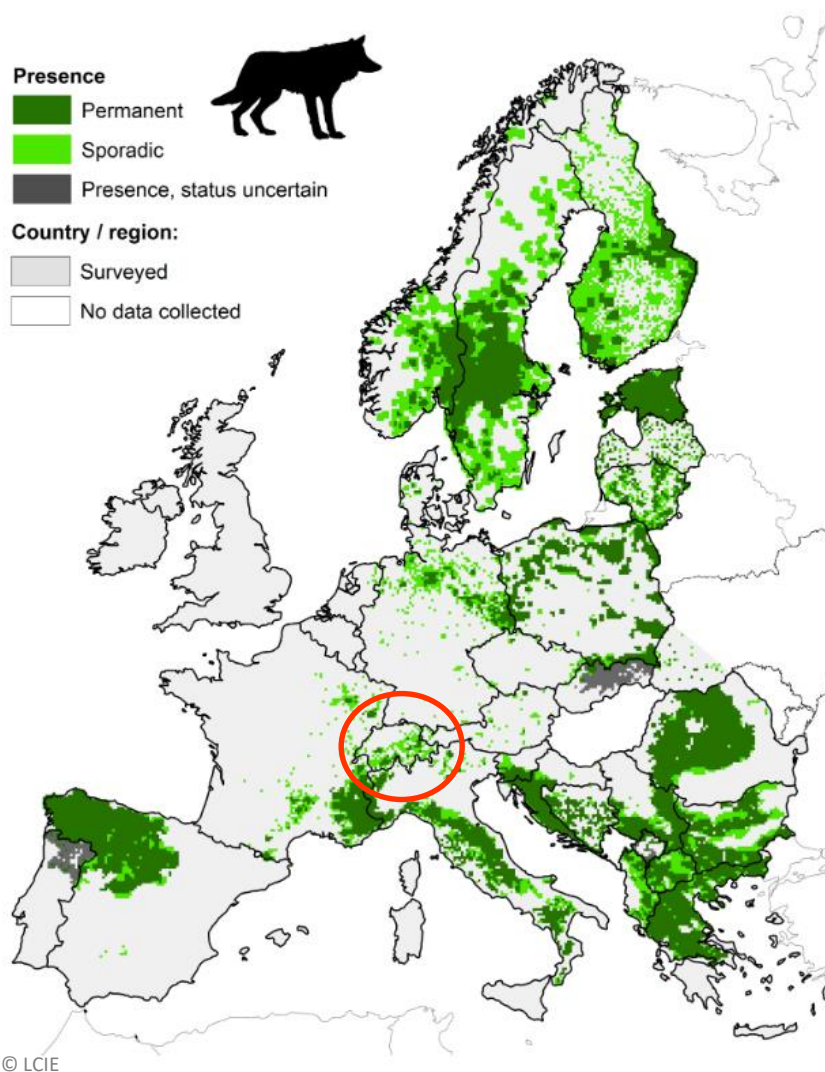 Presence
Permanent
Sporadic
Presence, status uncertain
Country / region:
Surveyed
No data collected
© LCIE